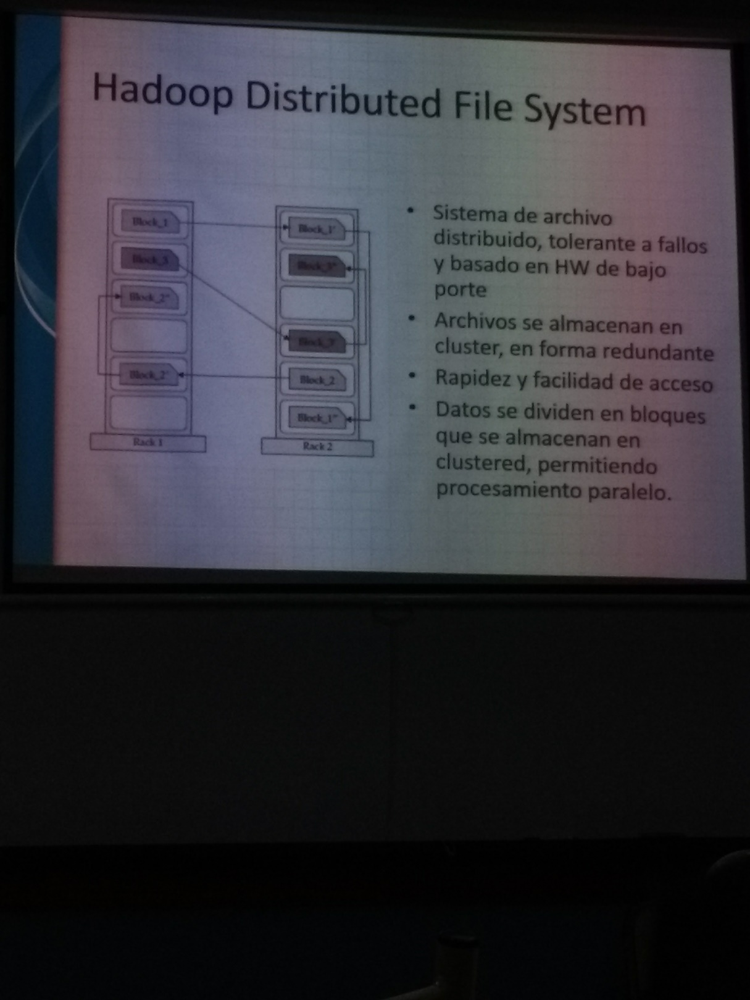 Hadoop Distributed File System
Block_1
Block_3
Block_2"
Block_2'
Rack 1
Block_1'
Block_3"
Block_3'
Block_2
Block_1"
Rack 2
• Sistema de archivo
distribuido, tolerante a fallos
y basado en HW de bajo
porte
• Archivos se almacenan en
cluster, en forma redundante
• Rapidez y facilidad de acceso
• Datos se dividen en bloques
que se almacenan en
clustered, permitiendo
procesamiento paralelo.